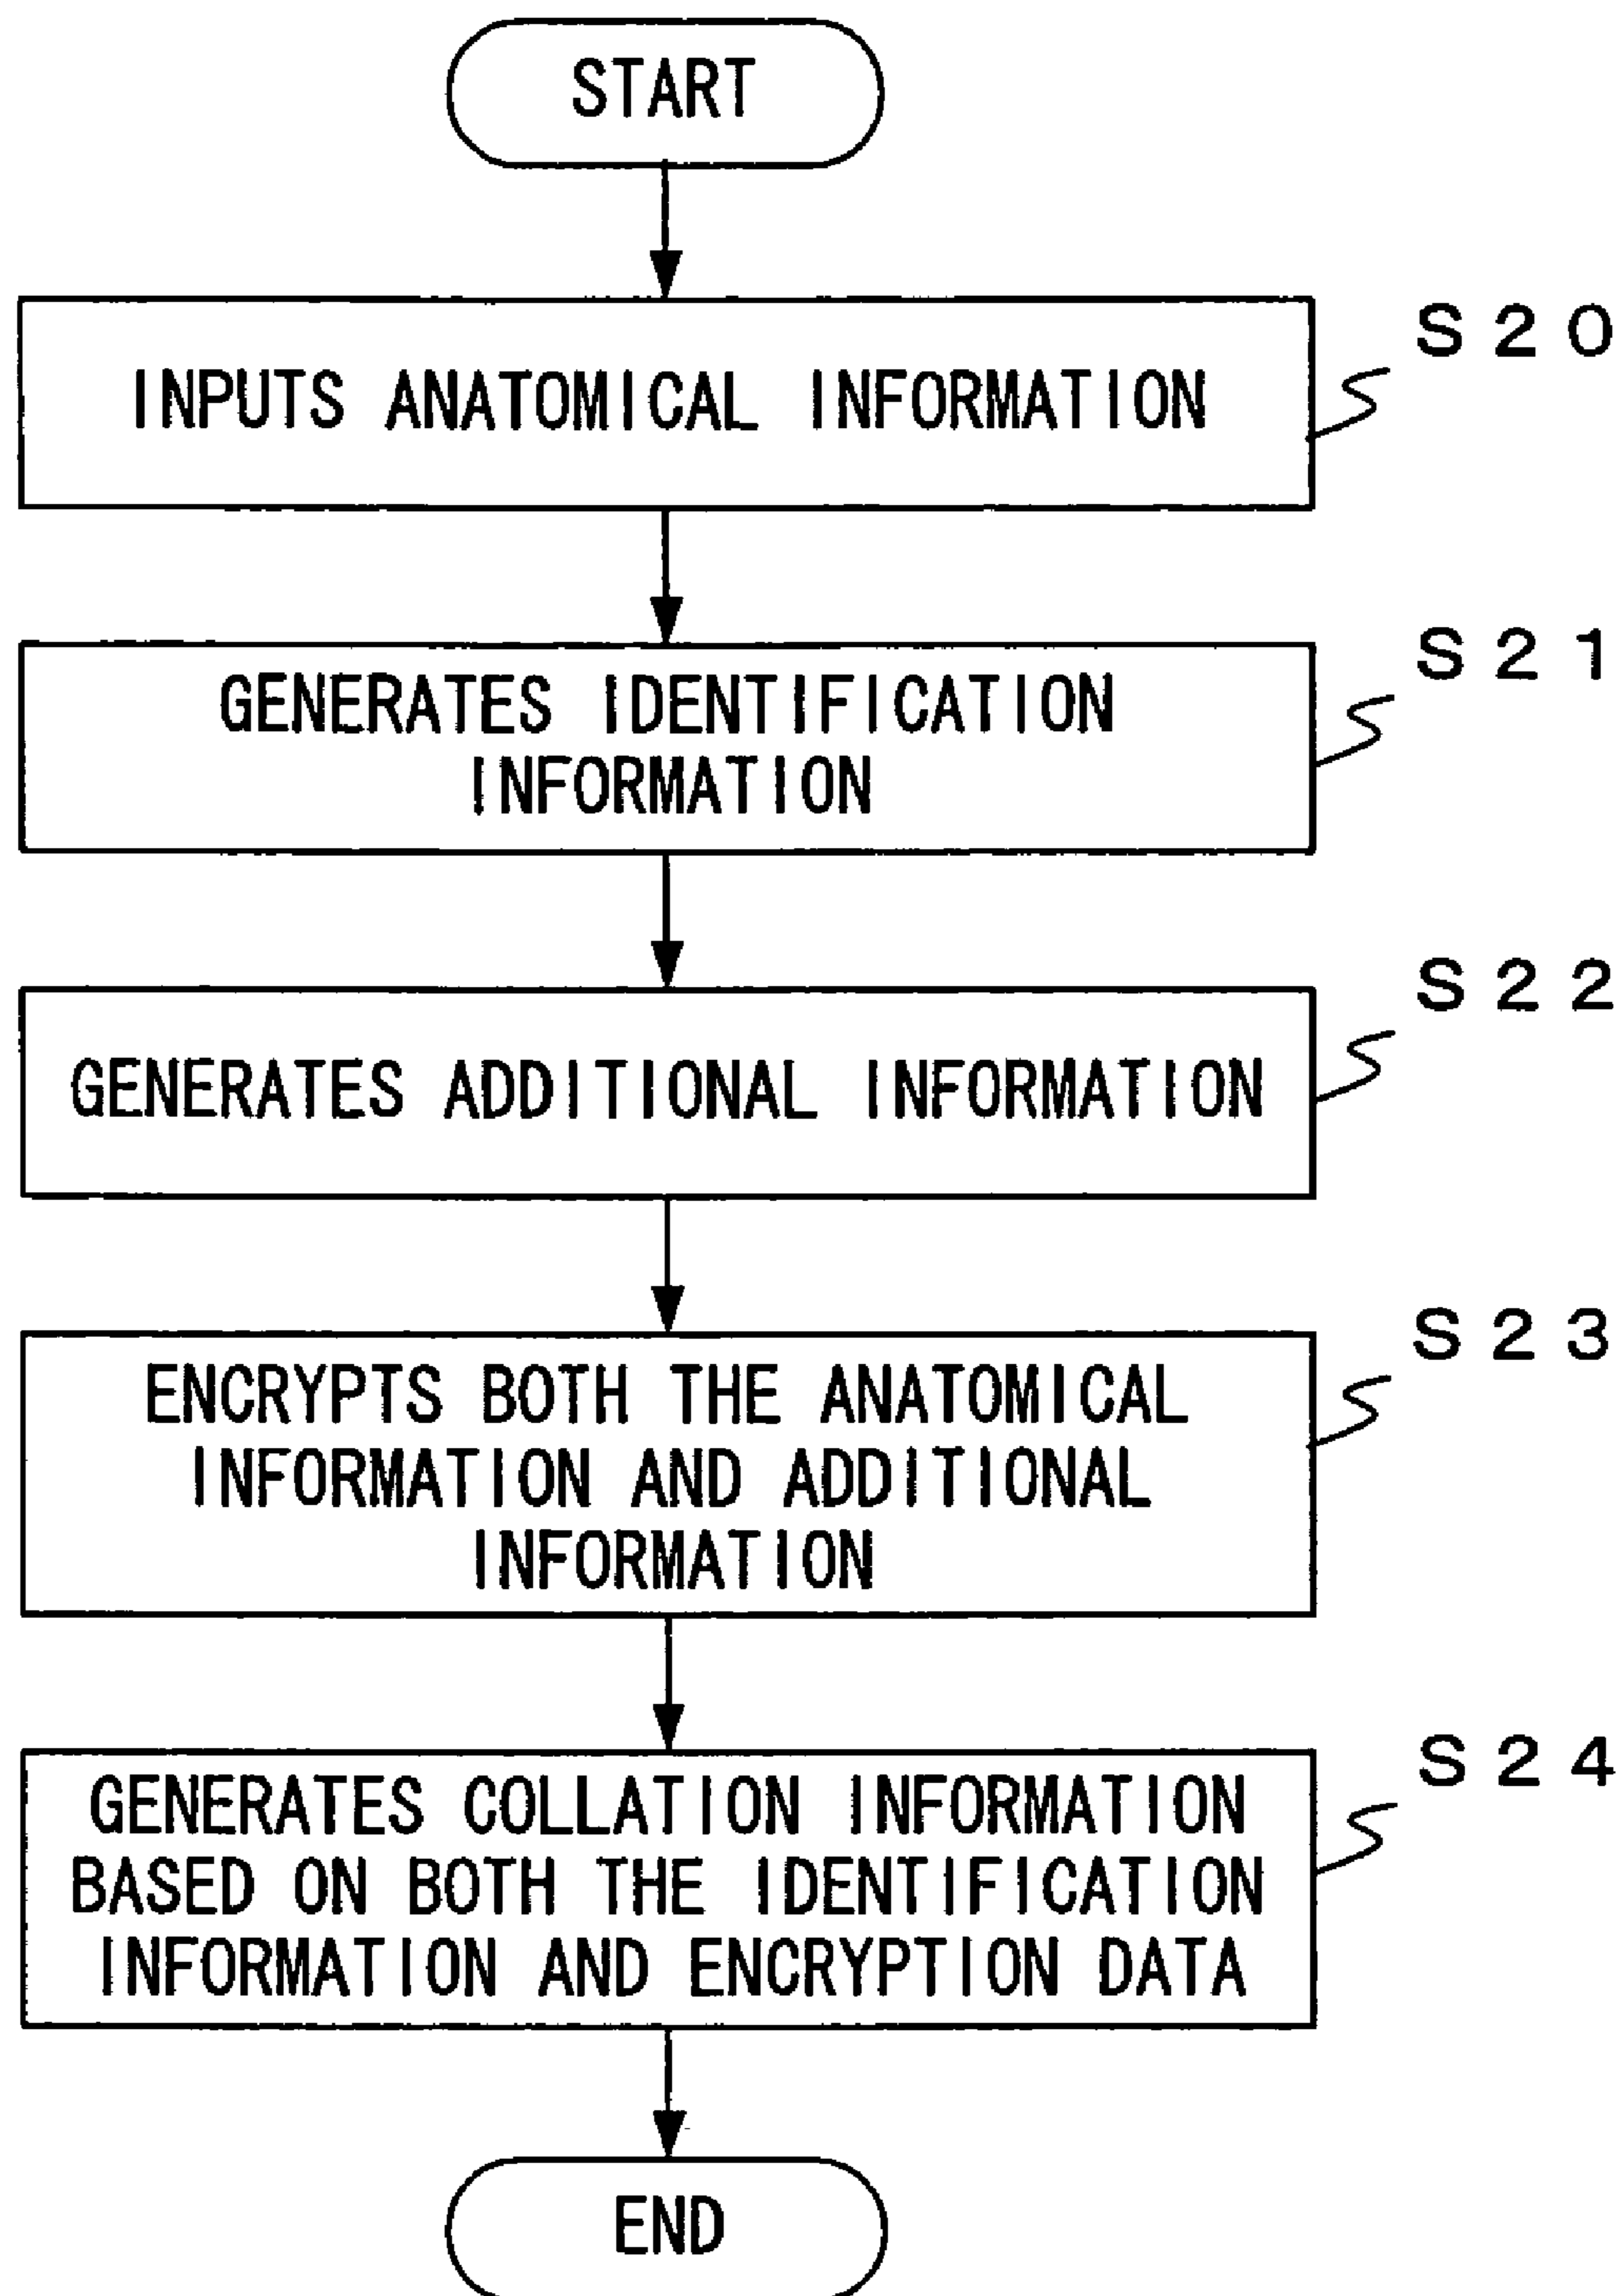 START
S20
INPUTS ANATOMICAL INFORMATION
S21
GENERATES IDENTIFICATION
INFORMATION
S22
GENERATES ADDITIONAL INFORMATION
S23
ENCRYPTS BOTH THE ANATOMICAL
INFORMATION AND ADDITIONAL
INFORMATION
S24
GENERATES COLLATION INFORMATION
BASED ON BOTH THE IDENTIFICATION
INFORMATION AND ENCRYPTION DATA
END